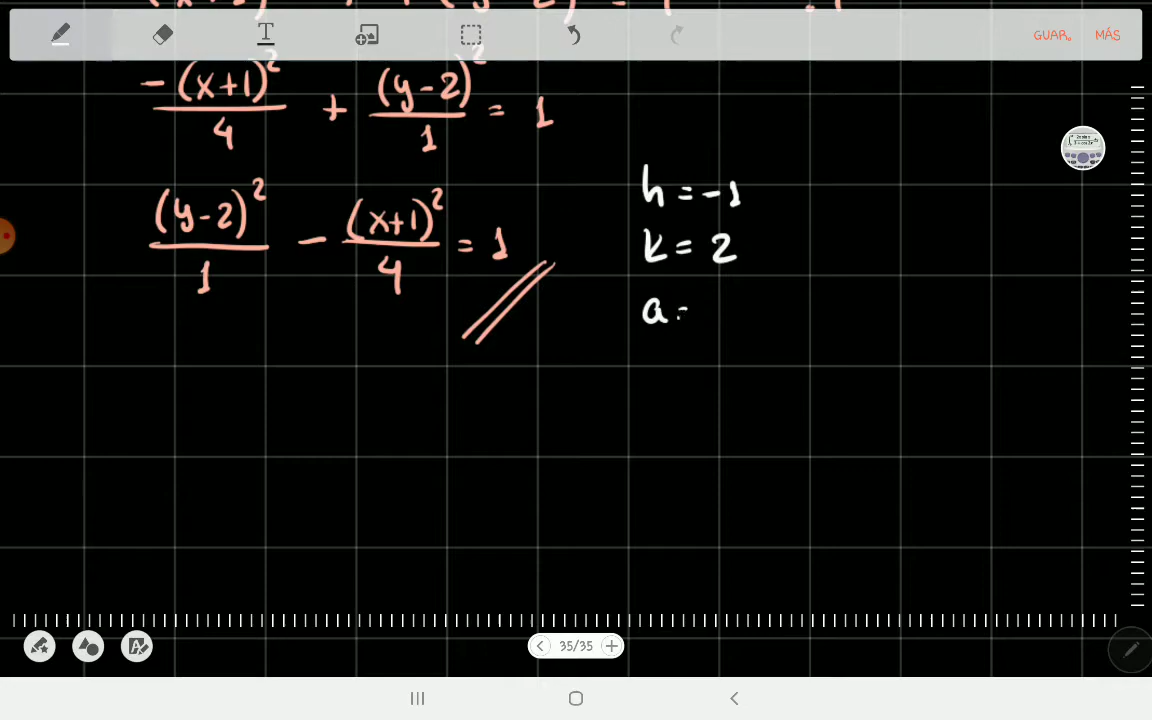 T GUAR. MÁS
-(x+1)²/4 + (y-2)²/1 = 1
h = -1
(y-2)²/1 - (x+1)²/4 = 1
k = 2
a =
35/35